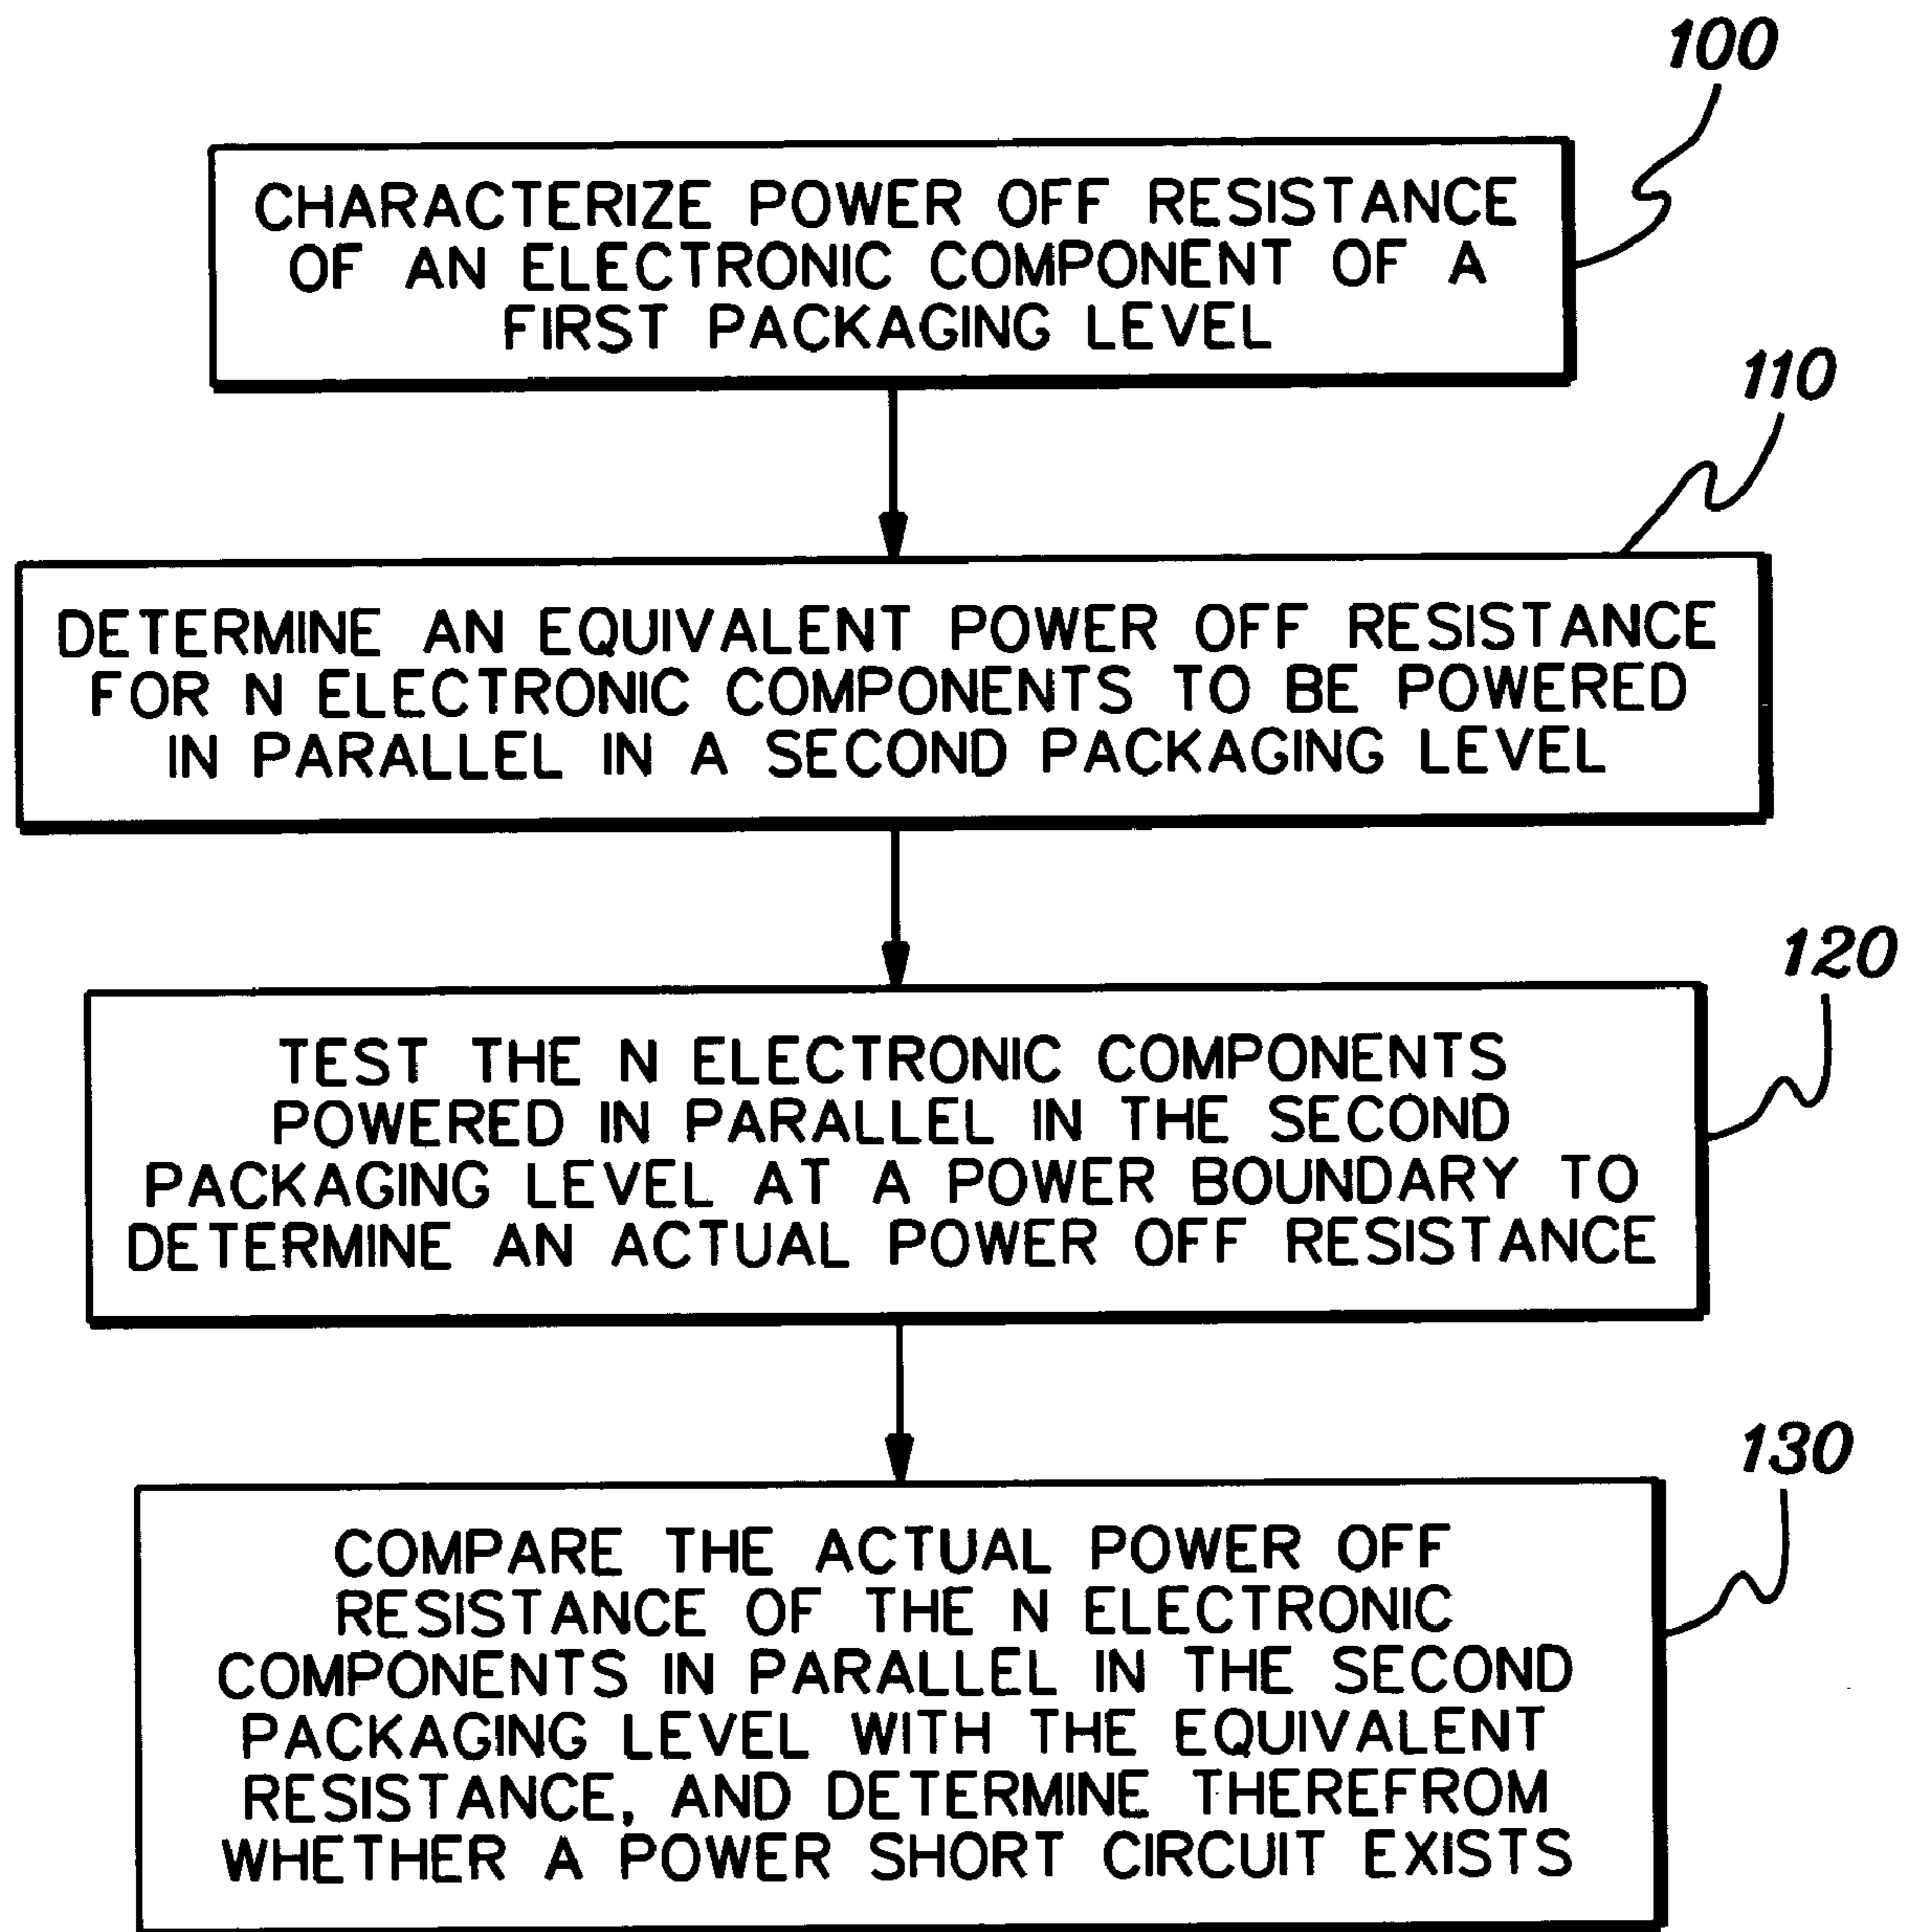 100
CHARACTERIZE POWER OFF RESISTANCE
OF AN ELECTRONIC COMPONENT OF A
FIRST PACKAGING LEVEL
110
DETERMINE AN EQUIVALENT POWER OFF RESISTANCE
FOR N ELECTRONIC COMPONENTS TO BE POWERED
IN PARALLEL IN A SECOND PACKAGING LEVEL
120
TEST THE N ELECTRONIC COMPONENTS
POWERED IN PARALLEL IN THE SECOND
PACKAGING LEVEL AT A POWER BOUNDARY TO
DETERMINE AN ACTUAL POWER OFF RESISTANCE
130
COMPARE THE ACTUAL POWER OFF
RESISTANCE OF THE N ELECTRONIC
COMPONENTS IN PARALLEL IN THE SECOND
PACKAGING LEVEL WITH THE EQUIVALENT
RESISTANCE, AND DETERMINE THEREFROM
WHETHER A POWER SHORT CIRCUIT EXISTS